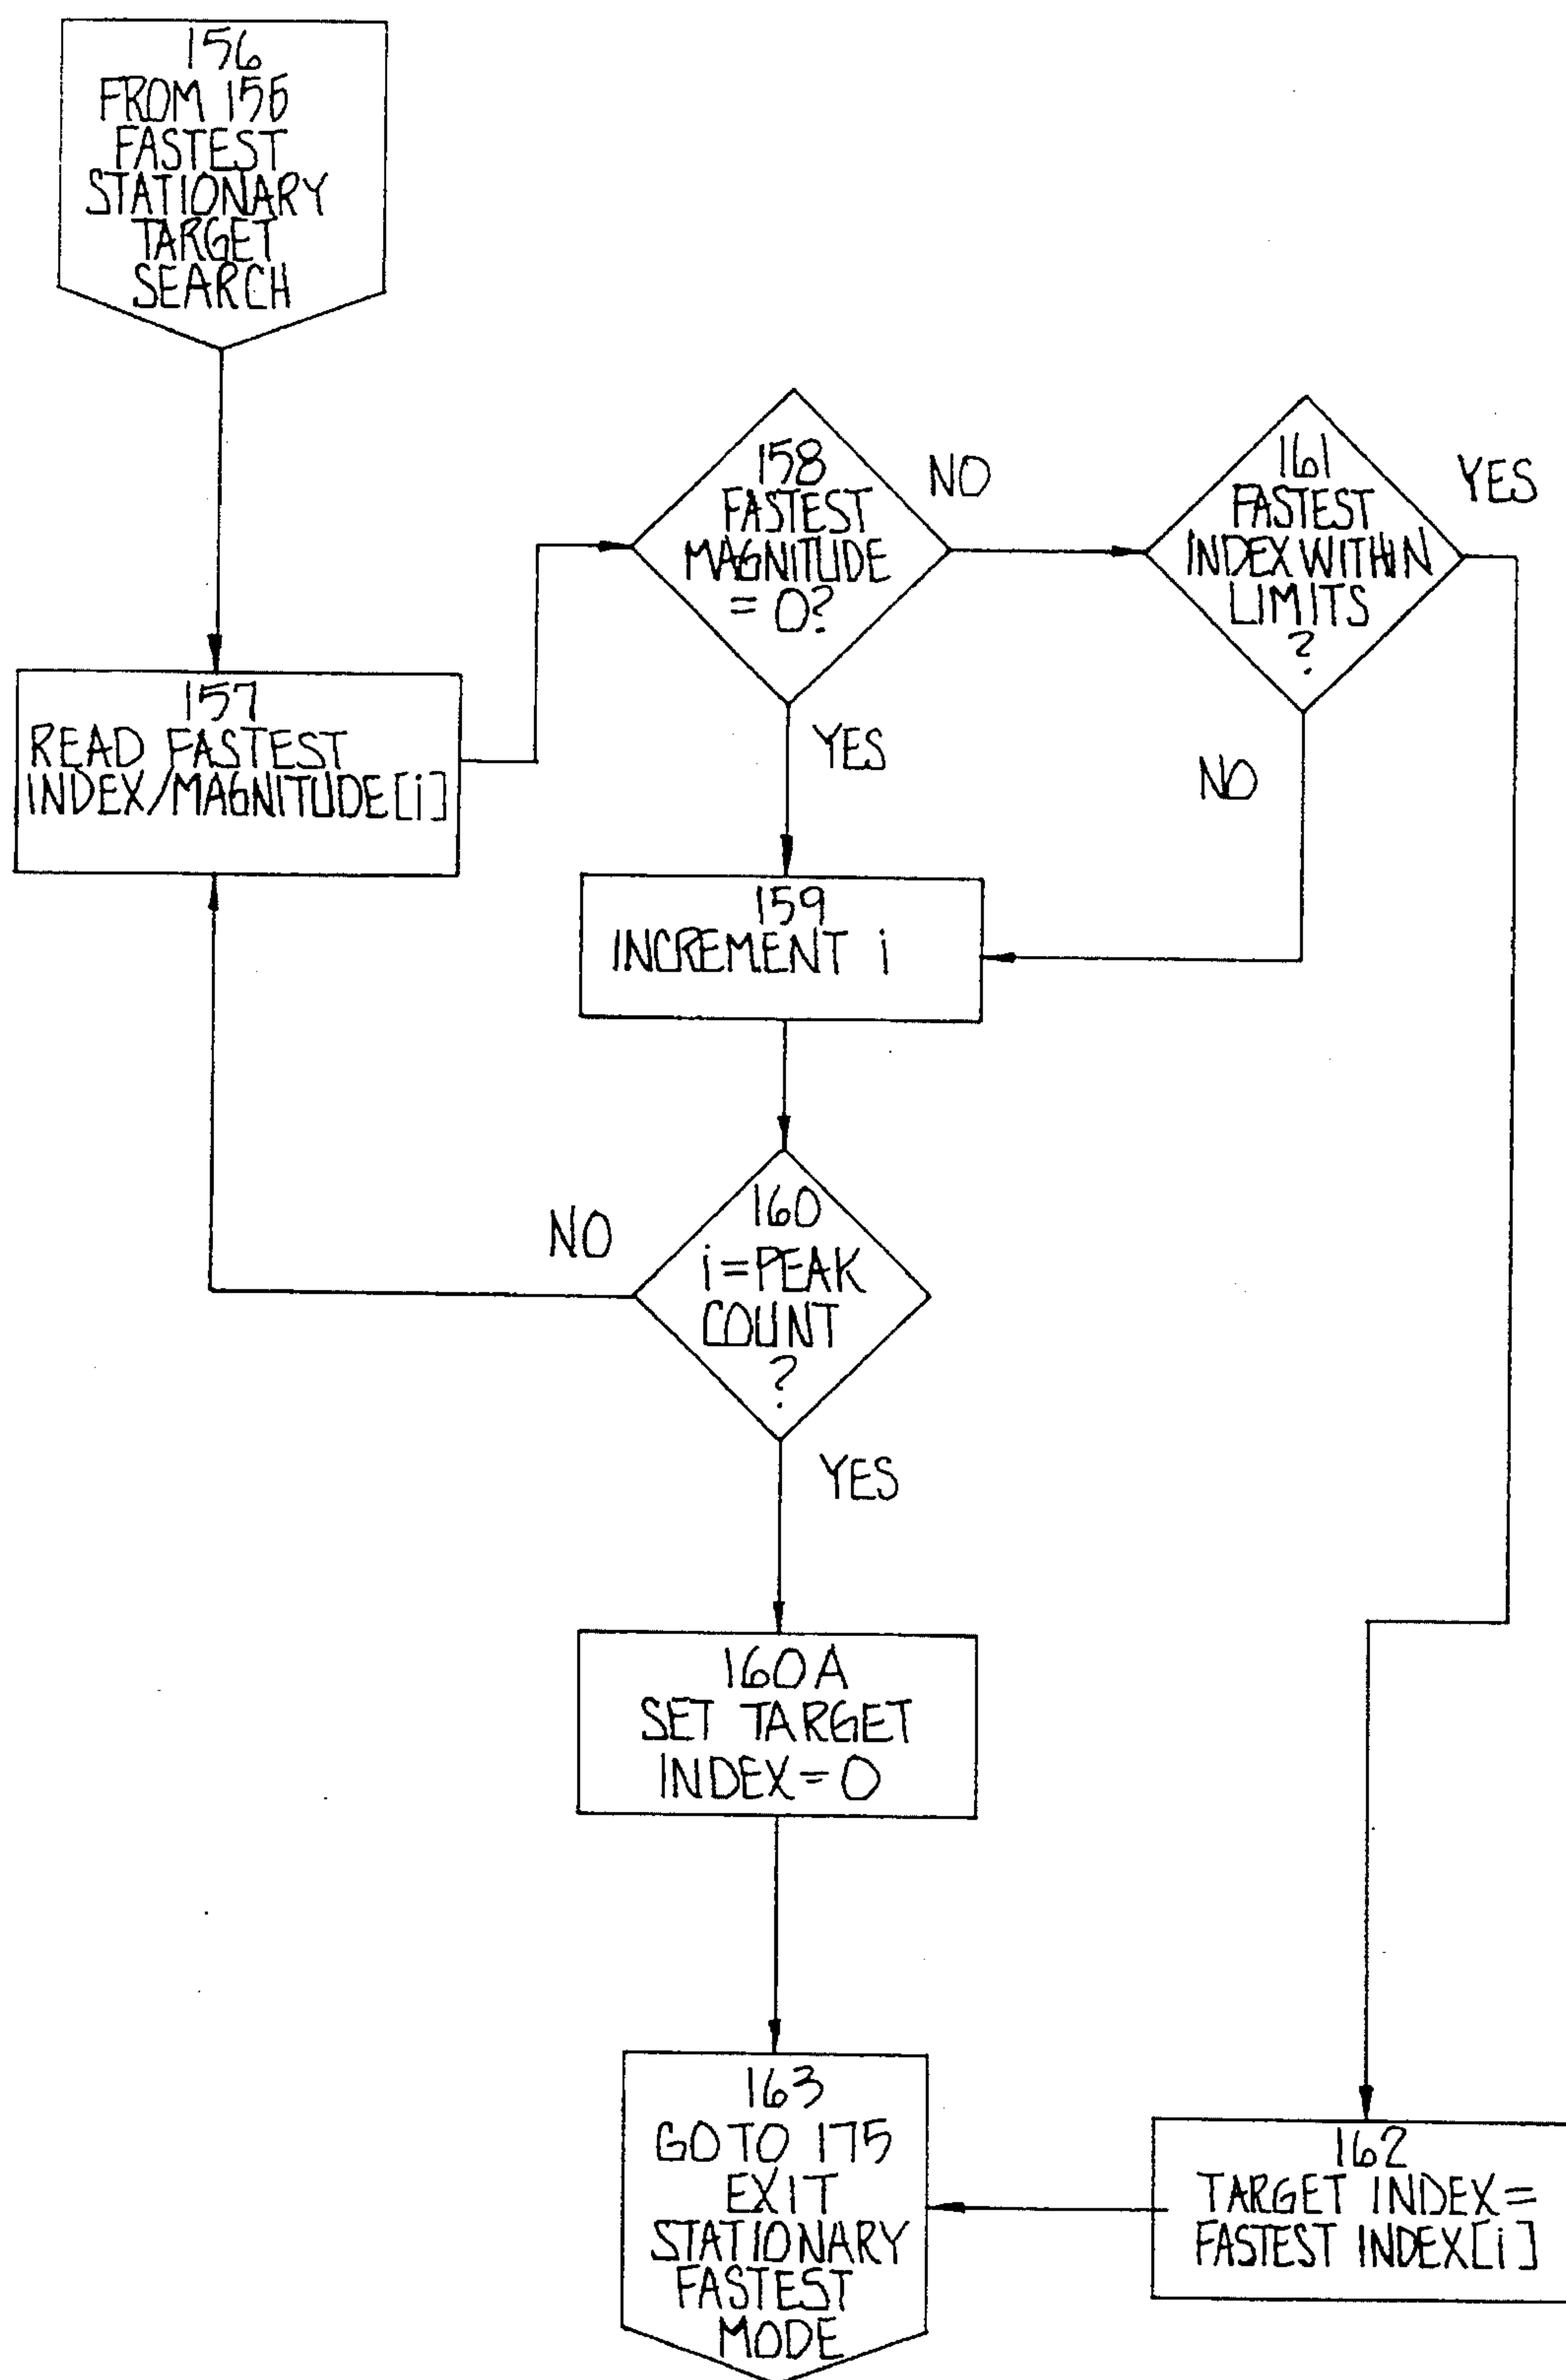 156
FROM 155
FASTEST
STATIONARY
TARGET
SEARCH
158
FASTEST
MAGNITUDE
= 0?
NO
YES
161
FASTEST
INDEX WITHIN
LIMITS
?
YES
NO
157
READ FASTEST
INDEX/MAGNITUDE[i]
159
INCREMENT i
160
i=PEAK
COUNT
?
NO
YES
160A
SET TARGET
INDEX=0
163
GO TO 175
EXIT
STATIONARY
FASTEST
MODE
162
TARGET INDEX=
FASTEST INDEX[i]